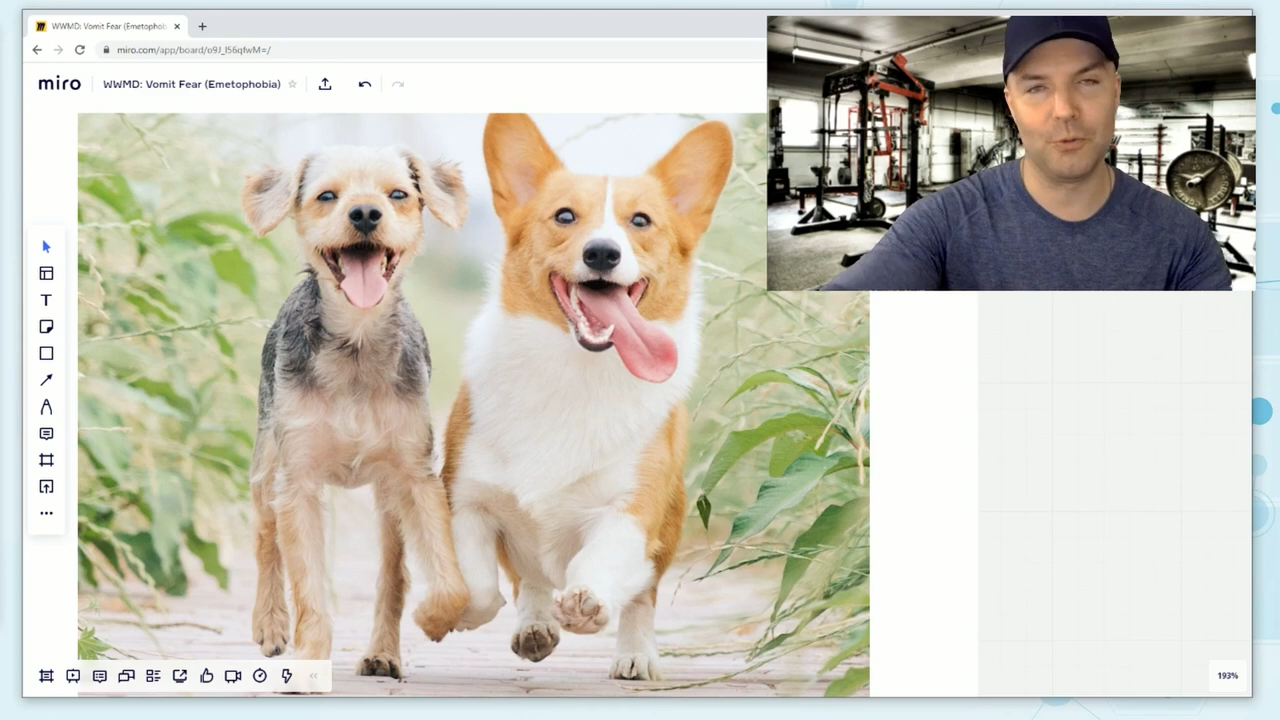 WWMD: Vomit Fear (Emetophob
miro.com/app/board/o9J_l56qfwM=/
miro
WWMD: Vomit Fear (Emetophobia)
T
193%